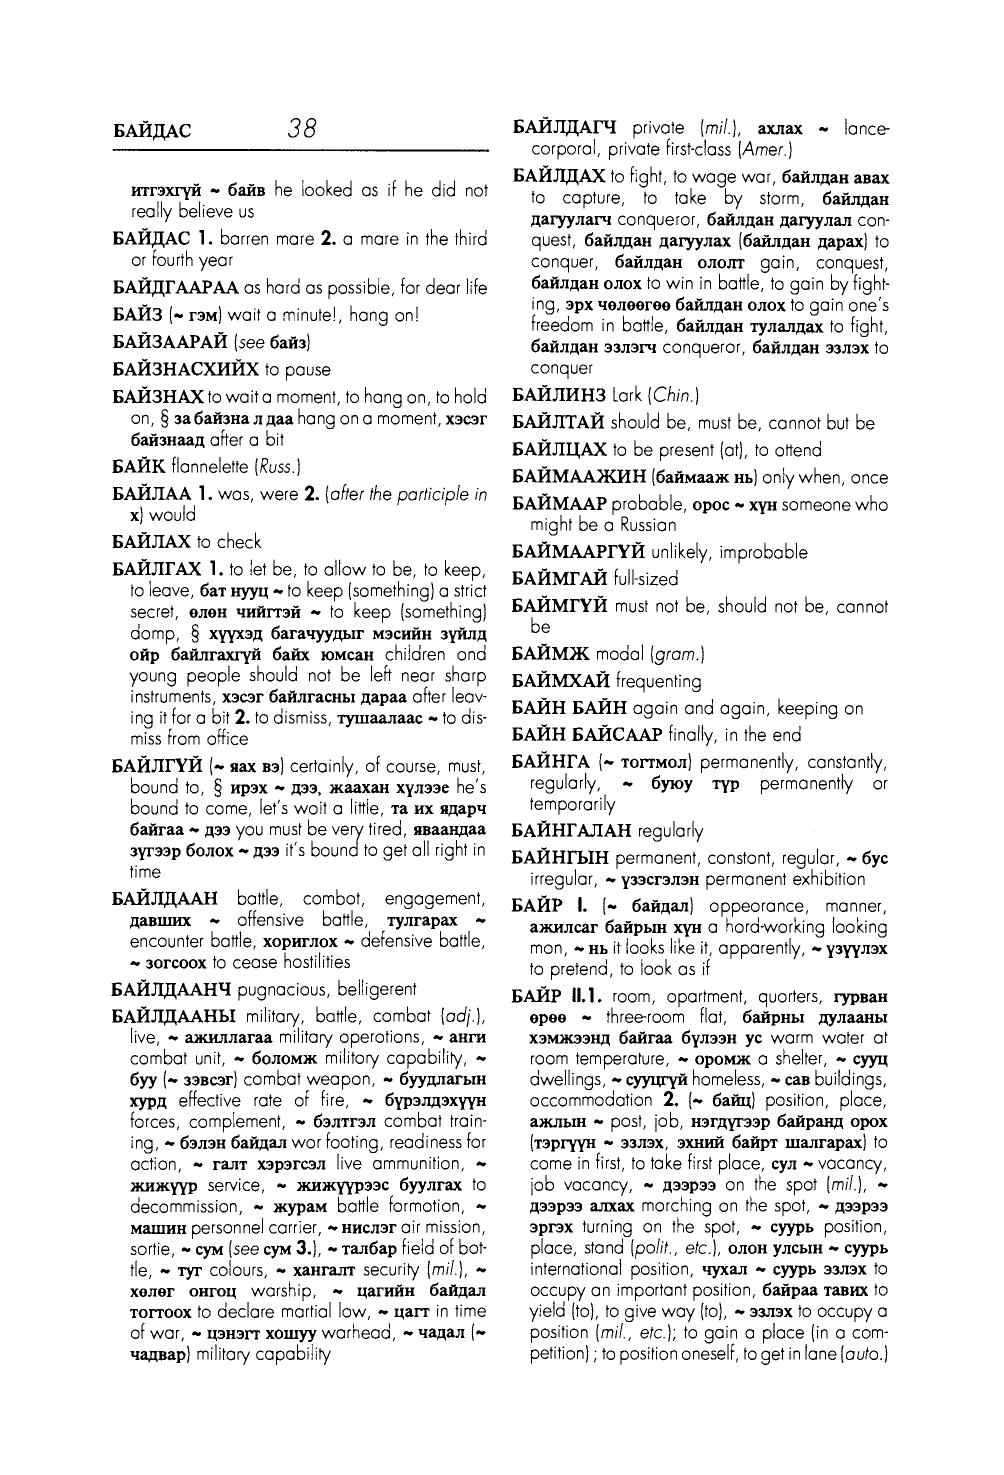 БАЙДАС 38
итгэхгүй ~ байв he looked as if he did not
really believe us
БАЙДАС 1. barren mare 2. a mare in the third
or fourth year
БАЙДГААРАА as hard as possible, for dear life
БАЙЗ (~ гэм) wait a minute!, hang on!
БАЙЗААРАЙ (see байз)
БАЙЗНАСХИЙХ to pause
БАЙЗНАХ to wait a moment, to hang on, to hold
on, § за байзна л даа hang on a moment, хэсэг
байзнаад after a bit
БАЙК flannelette (Russ.)
БАЙЛАА 1. was, were 2. (after the participle in
х) would
БАЙЛАХ to check
БАЙЛГАХ 1. to let be, to allow to be, to keep,
to leave, бат нууц ~ to keep (something) a strict
secret, өлөн чийгтэй ~ to keep (something)
damp, § хүүхэд багачуудыг мэсийн зүйлд
ойр байлгахгүй байх юмсан children and
young people should not be left near sharp
instruments, хэсэг байлгасны дараа after leav-
ing it for a bit 2. to dismiss, тушаалаас ~ to dis-
miss from office
БАЙЛГҮЙ (~ яах вэ) certainly, of course, must,
bound to, § ирэх ~ дээ, жаахан хүлээе he's
bound to come, let's wait a little, та их ядарч
байгаа ~ дээ you must be very tired, яваандаа
зүгээр болох ~ дээ it's bound to get all right in
time
БАЙЛДААН battle, combat, engagement,
давших ~ offensive battle, тулгарах ~
encounter battle, хориглох ~ defensive battle,
~ зогсоох to cease hostilities
БАЙЛДААНЧ pugnacious, belligerent
БАЙЛДААНЫ military, battle, combat (adj.),
live, ~ ажиллагаа military operations, ~ анги
combat unit, ~ боломж military capability, ~
буу (~ зэвсэг) combat weapon, ~ буудлагын
хурд effective rate of fire, ~ бүрэлдэхүүн
forces, complement, ~ бэлтгэл combat train-
ing, ~ бэлэн байдал war footing, readiness for
action, ~ галт хэрэгсэл live ammunition, ~
жижүүр service, ~ жижүүрээс буулгах to
decommission, ~ журам battle formation, ~
машин personnel carrier, ~ нислэг air mission,
sortie, ~ сум (see сум 3.), ~ талбар field of bat-
tle, ~ туг colours, ~ хангалт security (mil.), ~
хөлөг онгоц warship, ~ цагийн байдал
тогтоох to declare martial law, ~ цагт in time
of war, ~ цэнэгт хошуу warhead, ~ чадал (~
чадвар) military capability
БАЙЛДАГЧ private (mil.), ахлах ~ lance-
corporal, private first-class (Amer.)
БАЙЛДАХ to fight, to wage war, байлдан авах
to capture, to take by storm, байлдан
дагуулагч conqueror, байлдан дагуулал con-
quest, байлдан дагуулах (байлдан дарах) to
conquer, байлдан ололт gain, conquest,
байлдан олох to win in battle, to gain by fight-
ing, эрх чөлөөгөө байлдан олох to gain one's
freedom in battle, байлдан тулалдах to fight,
байлдан эзлэгч conqueror, байлдан эзлэх to
conquer
БАЙЛИНЗ Lark (Chin.)
БАЙЛТАЙ should be, must be, cannot but be
БАЙЛЦАХ to be present (at), to attend
БАЙМААЖИН (баймааж нь) only when, once
БАЙМААР probable, орос ~ хүн someone who
might be a Russian
БАЙМААРГҮЙ unlikely, improbable
БАЙМГАЙ full-sized
БАЙМГҮЙ must not be, should not be, cannot
be
БАЙМЖ modal (gram.)
БАЙМХАЙ frequenting
БАЙН БАЙН again and again, keeping on
БАЙН БАЙСААР finally, in the end
БАЙНГА (~ тогтмол) permanently, constantly,
regularly, ~ буюу түр permanently or
temporarily
БАЙНГАЛАН regularly
БАЙНГЫН permanent, constant, regular, ~ бус
irregular, ~ үзэсгэлэн permanent exhibition
БАЙР I. (~ байдал) appearance, manner,
ажилсаг байрын хүн a hard-working looking
man, ~ нь it looks like it, apparently, ~ үзүүлэх
to pretend, to look as if
БАЙР II.1. room, apartment, quarters, гурван
өрөө ~ three-room flat, байрны дулааны
хэмжээнд байгаа бүлээн ус warm water at
room temperature, ~ оромж a shelter, ~ сууц
dwellings, ~ сууцгүй homeless, ~ сав buildings,
accommodation 2. (~ байц) position, place,
ажлын ~ post, job, нэгдүгээр байранд орох
(тэргүүн ~ эзлэх, эхний байрт шалгарах) to
come in first, to take first place, сул ~ vacancy,
job vacancy, ~ дээрээ on the spot (mil.), ~
дээрээ алхах marching on the spot, ~ дээрээ
эргэх turning on the spot, ~ суурь position,
place, stand (polit., etc.), олон улсын ~ суурь
international position, чухал ~ суурь эзлэх to
occupy an important position, байраа тавих to
yield (to), to give way (to), ~ эзлэх to occupy a
position (mil., etc.); to gain a place (in a com-
petition) ; to position oneself, to get in lane (auto.)